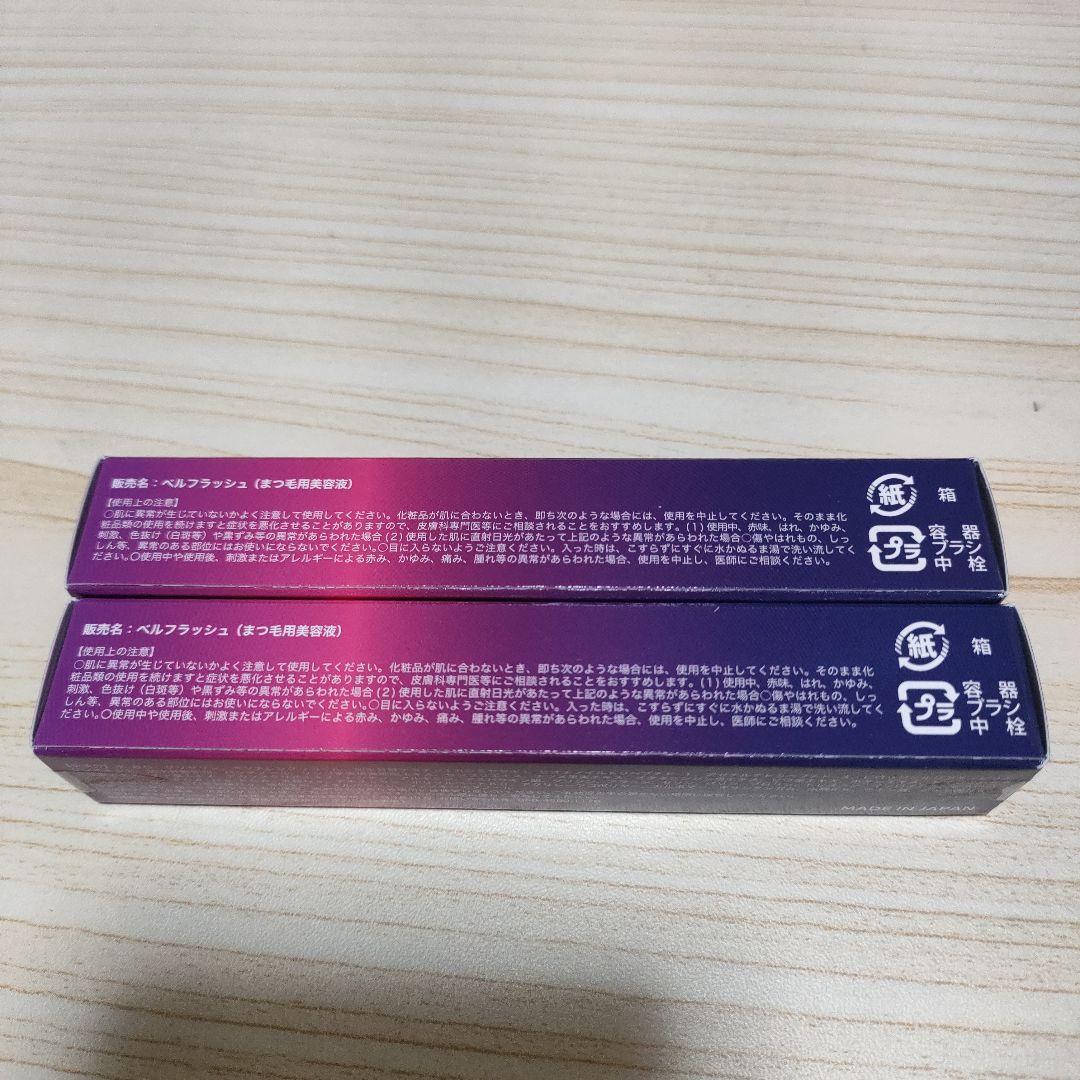 販売名：ベルフラッシュ（まつ毛用美容液）
【使用上の注意】
○肌に異常が生じていないかよく注意して使用してください。化粧品が肌に合わないとき、即ち次のような場合には、使用を中止してください。そのまま化
粧品類の使用を続けますと症状を悪化させることがありますので、皮膚科専門医等にご相談されることをおすすめします。(1) 使用中、赤味、はれ、かゆみ、
刺激、色抜け（白斑等）や黒ずみ等の異常があらわれた場合 (2) 使用した肌に直射日光があたって上記のような異常があらわれた場合○傷やはれもの、しっ
しん等、異常のある部位にはお使いにならないでください。○目に入らないようご注意ください。入った時は、こすらずにすぐに水かぬるま湯で洗い流してく
ださい。○使用中や使用後、刺激またはアレルギーによる赤み、かゆみ、痛み、腫れ等の異常があらわれた場合、使用を中止し、医師にご相談ください。
紙 箱
プラ 容器
ブラシ
中栓
販売名：ベルフラッシュ（まつ毛用美容液）
【使用上の注意】
○肌に異常が生じていないかよく注意して使用してください。化粧品が肌に合わないとき、即ち次のような場合には、使用を中止してください。そのまま化
粧品類の使用を続けますと症状を悪化させることがありますので、皮膚科専門医等にご相談されることをおすすめします。(1) 使用中、赤味、はれ、かゆみ、
刺激、色抜け（白斑等）や黒ずみ等の異常があらわれた場合 (2) 使用した肌に直射日光があたって上記のような異常があらわれた場合○傷やはれもの、しっ
しん等、異常のある部位にはお使いにならないでください。○目に入らないようご注意ください。入った時は、こすらずにすぐに水かぬるま湯で洗い流してく
ださい。○使用中や使用後、刺激またはアレルギーによる赤み、かゆみ、痛み、腫れ等の異常があらわれた場合、使用を中止し、医師にご相談ください。
紙 箱
プラ 容器
ブラシ
中栓
MADE IN JAPAN